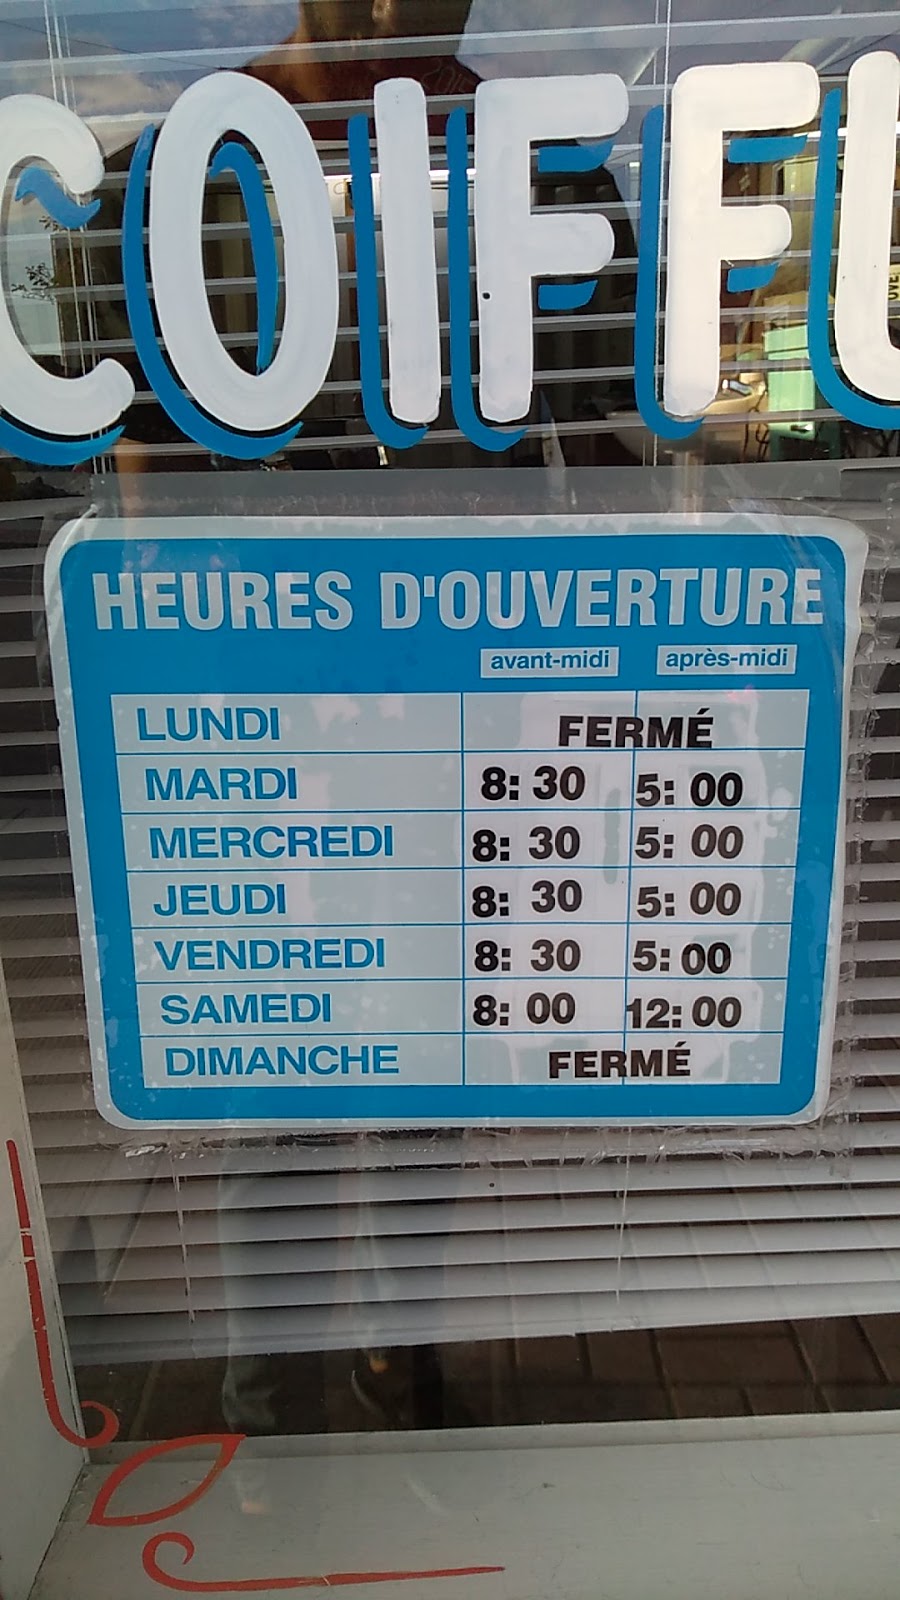 COIFFU
HEURES D'OUVERTURE
avant-midi après-midi
LUNDI FERMÉ
MARDI 8: 30 5: 00
MERCREDI 8: 30 5: 00
JEUDI 8: 30 5: 00
VENDREDI 8: 30 5: 00
SAMEDI 8: 00 12: 00
DIMANCHE FERMÉ